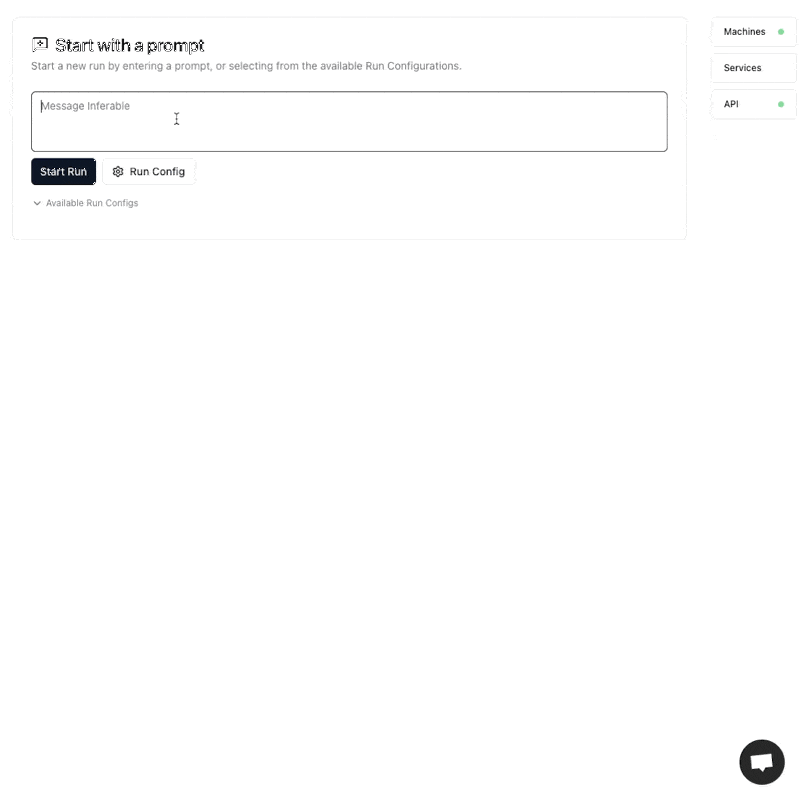 Start with a prompt
Start a new run by entering a prompt, or selecting from the available Run Configurations.
Message Inferable
Start Run
Run Config
Available Run Configs
Machines
Services
API